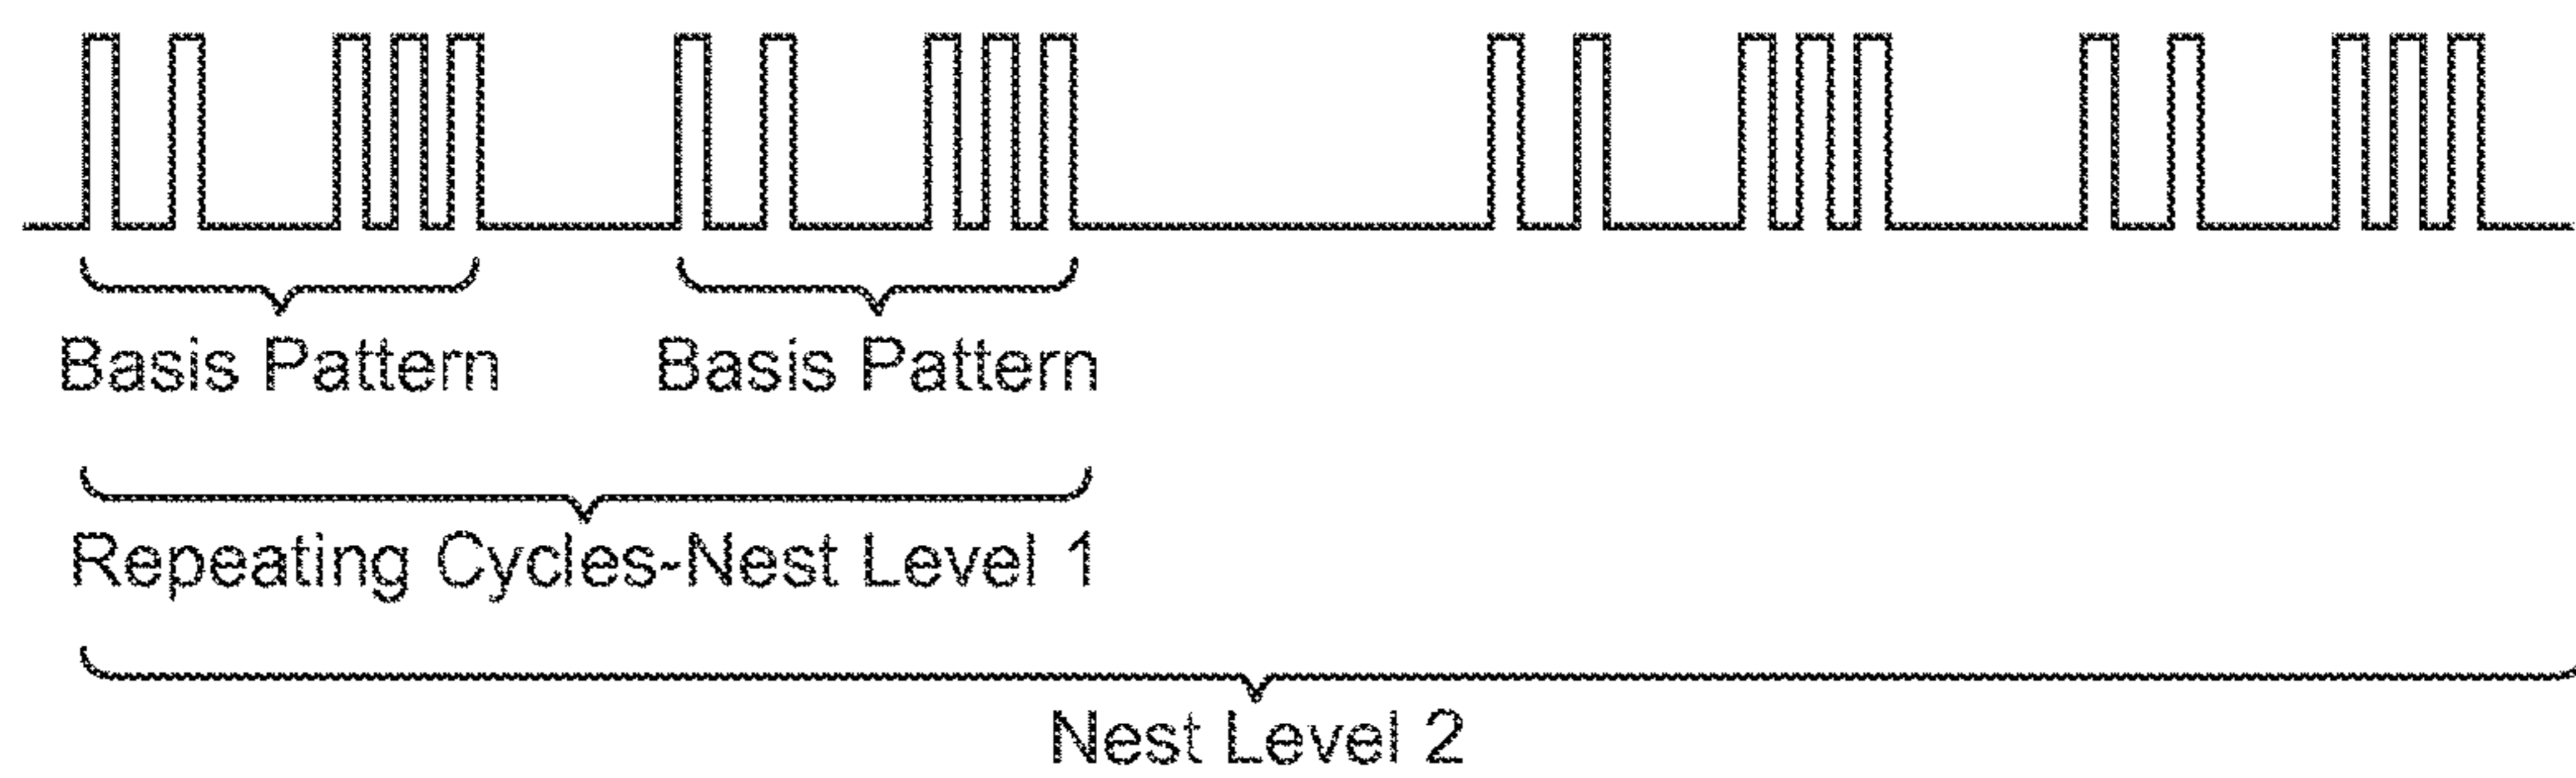 Basis Pattern Basis Pattern
Repeating Cycles-Nest Level 1
Nest Level 2